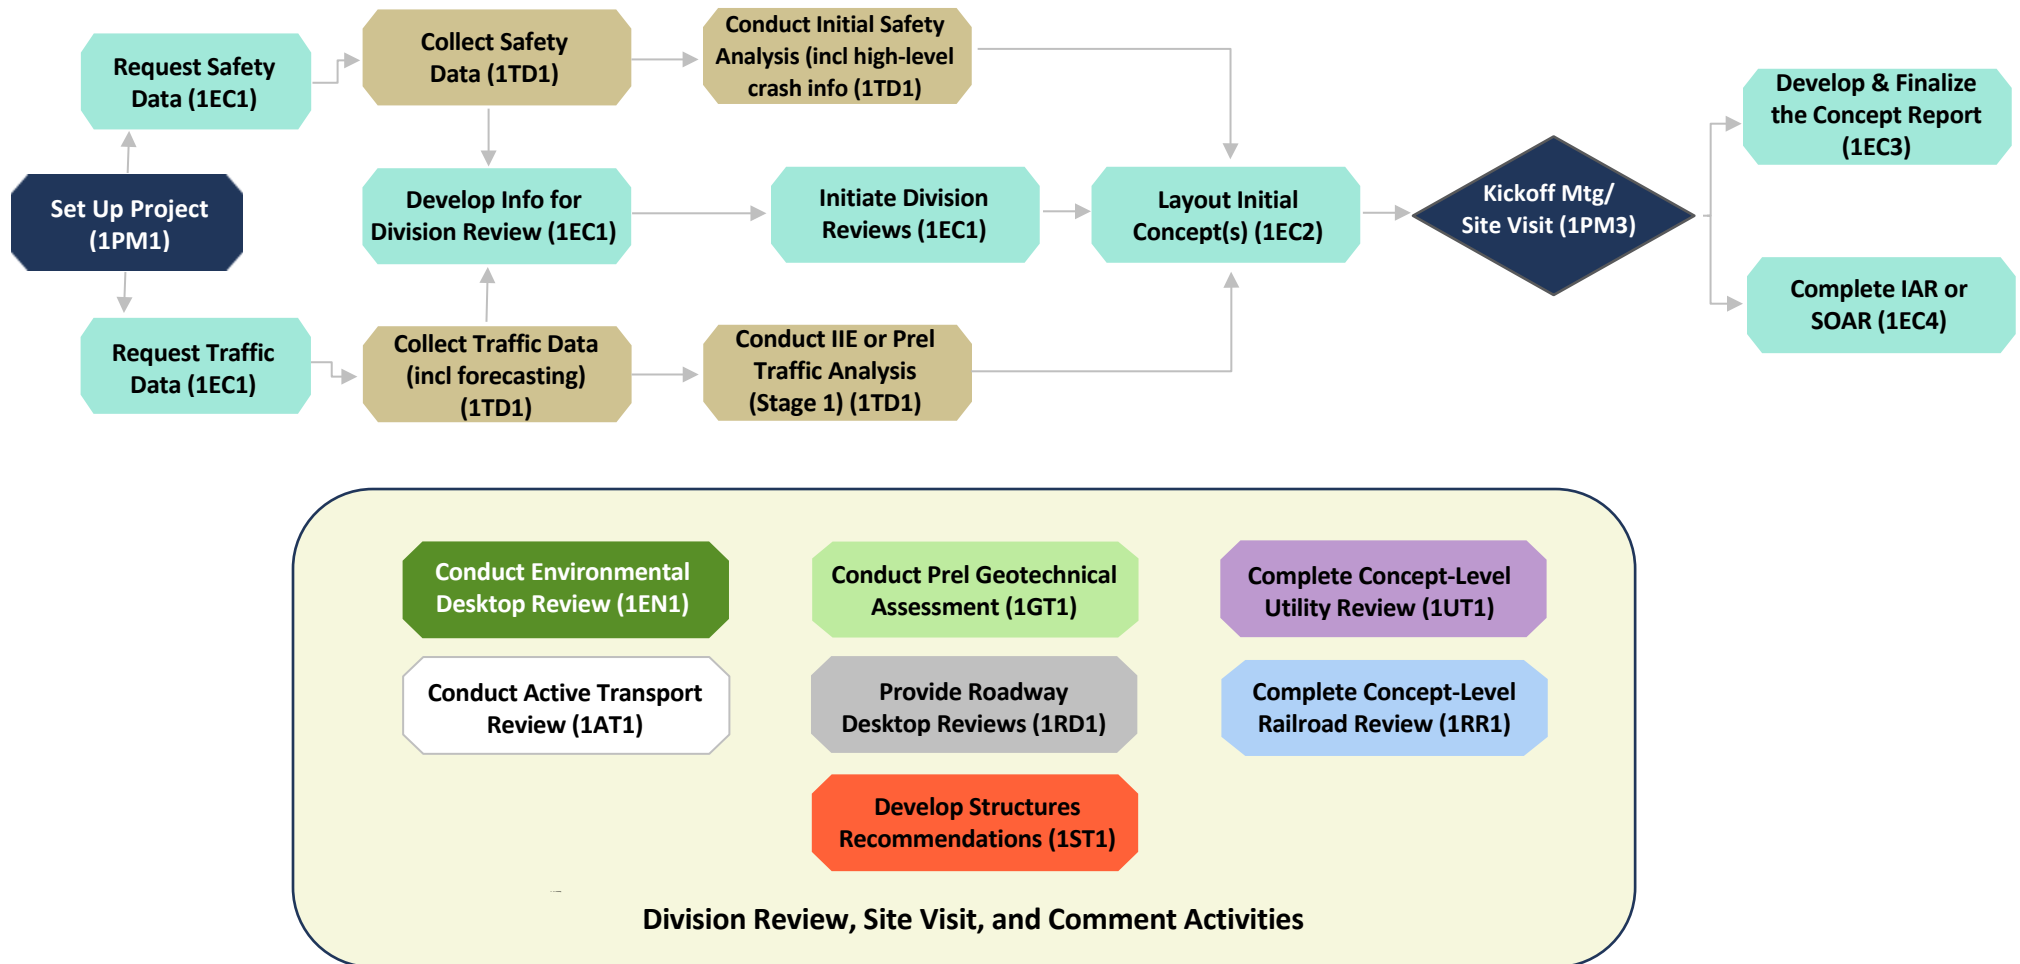 Request Safety
Data (1EC1)
Collect Safety
Data (1TD1)
Conduct Initial Safety
Analysis (incl high-level
crash info (1TD1)
Develop & Finalize
the Concept Report
(1EC3)
Set Up Project
(1PM1)
Develop Info for
Division Review (1EC1)
Initiate Division
Reviews (1EC1)
Layout Initial
Concept(s) (1EC2)
Kickoff Mtg/
Site Visit (1PM3)
Request Traffic
Data (1EC1)
Collect Traffic Data
(incl forecasting)
(1TD1)
Conduct IIE or Prel
Traffic Analysis
(Stage 1) (1TD1)
Complete IAR or
SOAR (1EC4)
Conduct Environmental
Desktop Review (1EN1)
Conduct Prel Geotechnical
Assessment (1GT1)
Complete Concept-Level
Utility Review (1UT1)
Conduct Active Transport
Review (1AT1)
Provide Roadway
Desktop Reviews (1RD1)
Complete Concept-Level
Railroad Review (1RR1)
Develop Structures
Recommendations (1ST1)
Division Review, Site Visit, and Comment Activities